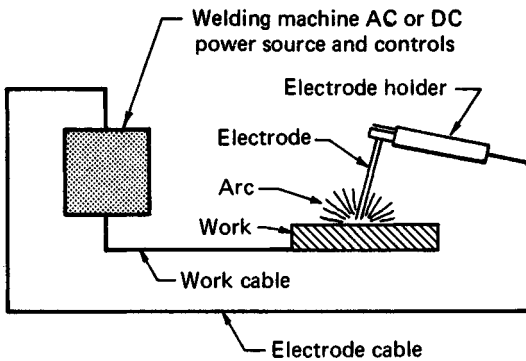 Welding machine AC or DC
power source and controls
Electrode holder
Electrode
Arc
Work
Work cable
Electrode cable